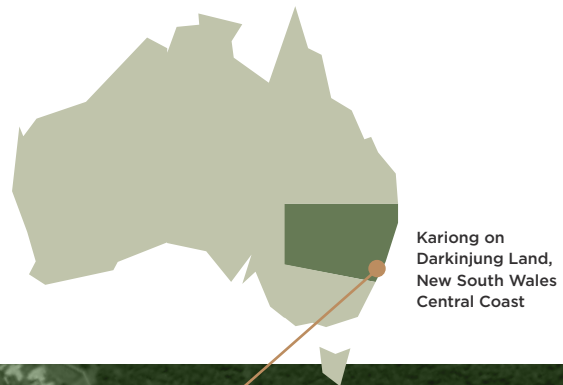 Kariong on
Darkinjung Land,
New South Wales
Central Coast